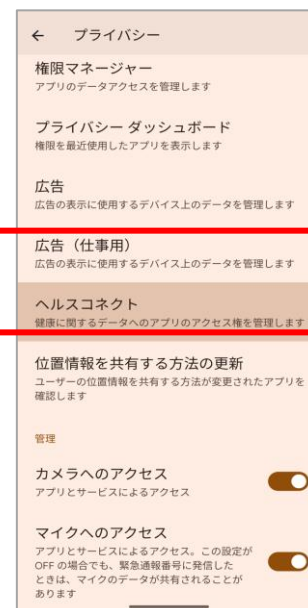 ← プライバシー
権限マネージャー
アプリのデータアクセスを管理します
プライバシー ダッシュボード
権限を最近使用したアプリを表示します
広告
広告の表示に使用するデバイス上のデータを管理します
広告（仕事用）
広告の表示に使用するデバイス上のデータを管理します
ヘルスコネクト
健康に関するデータへのアプリのアクセス権を管理します
位置情報を共有する方法の更新
ユーザーの位置情報を共有する方法が変更されたアプリを
確認します
管理
カメラへのアクセス
アプリとサービスによるアクセス
マイクへのアクセス
アプリとサービスによるアクセス。この設定が
OFF の場合でも、緊急通報番号に発信した
ときは、マイクのデータが共有されることが
あります